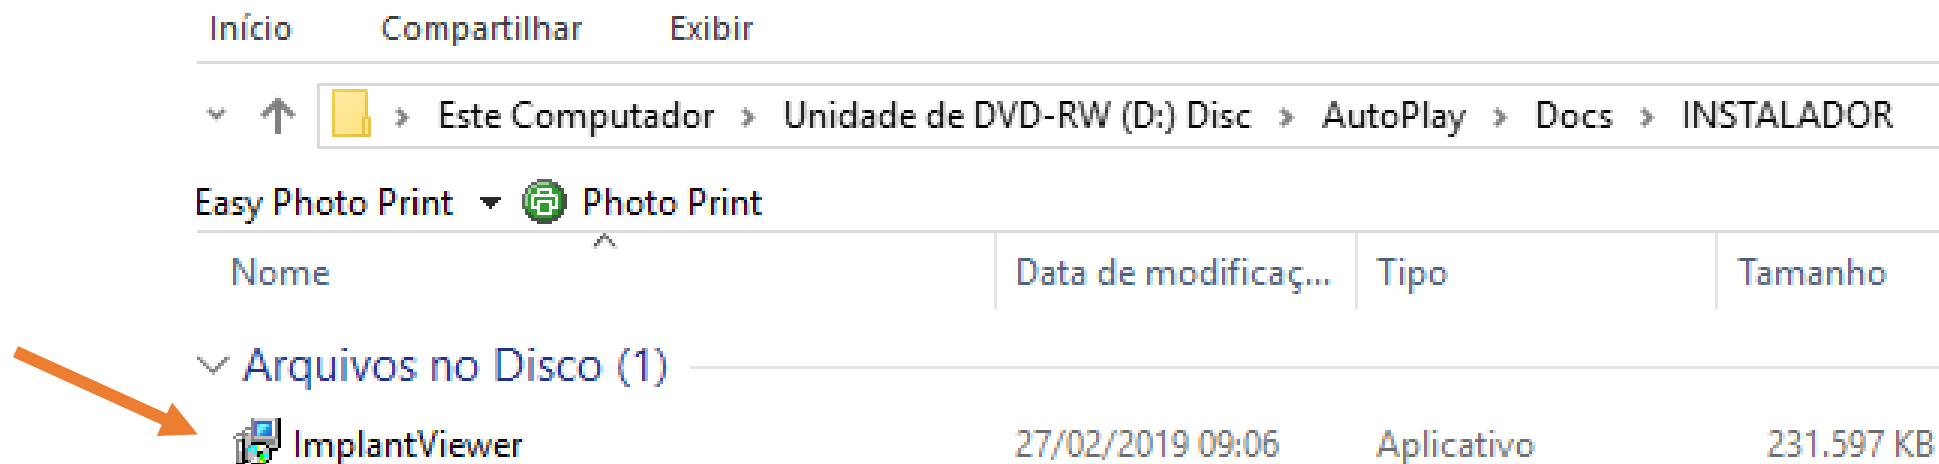 Início Compartilhar Exibir
Este Computador > Unidade de DVD-RW (D:) Disc > AutoPlay > Docs > INSTALADOR
Easy Photo Print Photo Print
Nome Data de modificaç... Tipo Tamanho
Arquivos no Disco (1)
ImplantViewer 27/02/2019 09:06 Aplicativo 231.597 KB